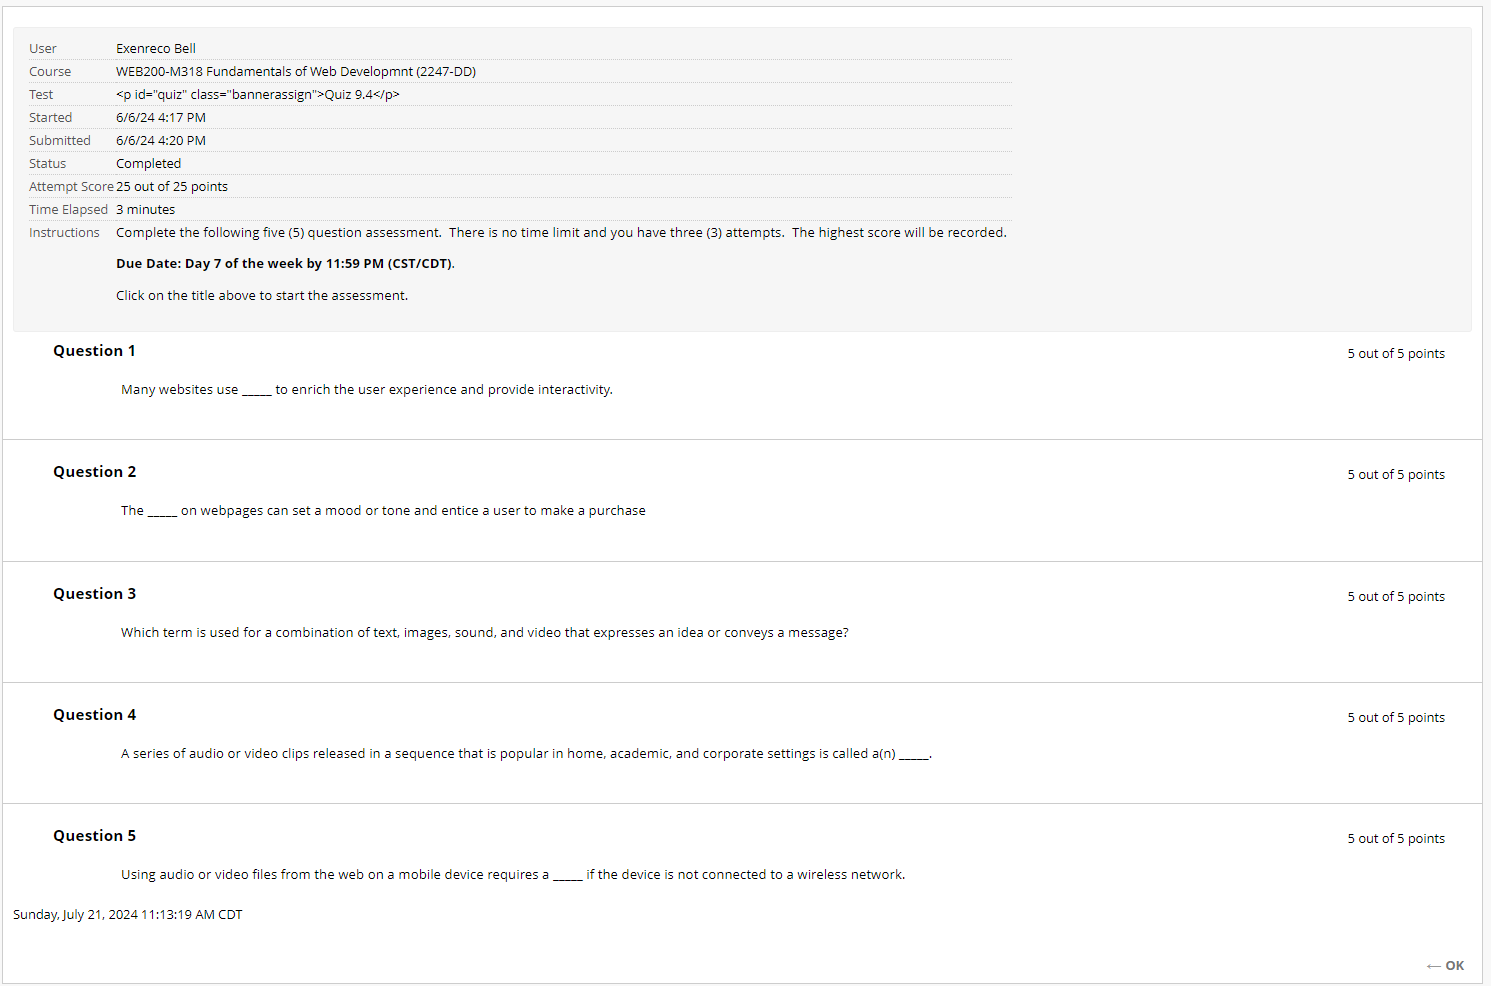 User Exenreco Bell
Course WEB200-M318 Fundamentals of Web Developmnt (2247-DD)
Test <p id="quiz" class="bannerassign">Quiz 9.4</p>
Started 6/6/24 4:17 PM
Submitted 6/6/24 4:20 PM
Status Completed
Attempt Score 25 out of 25 points
Time Elapsed 3 minutes
Instructions Complete the following five (5) question assessment.  There is no time limit and you have three (3) attempts.  The highest score will be recorded.
Due Date: Day 7 of the week by 11:59 PM (CST/CDT).
Click on the title above to start the assessment.
Question 1 5 out of 5 points
Many websites use _____ to enrich the user experience and provide interactivity.
Question 2 5 out of 5 points
The _____ on webpages can set a mood or tone and entice a user to make a purchase
Question 3 5 out of 5 points
Which term is used for a combination of text, images, sound, and video that expresses an idea or conveys a message?
Question 4 5 out of 5 points
A series of audio or video clips released in a sequence that is popular in home, academic, and corporate settings is called a(n) _____.
Question 5 5 out of 5 points
Using audio or video files from the web on a mobile device requires a _____ if the device is not connected to a wireless network.
Sunday, July 21, 2024 11:13:19 AM CDT
← OK